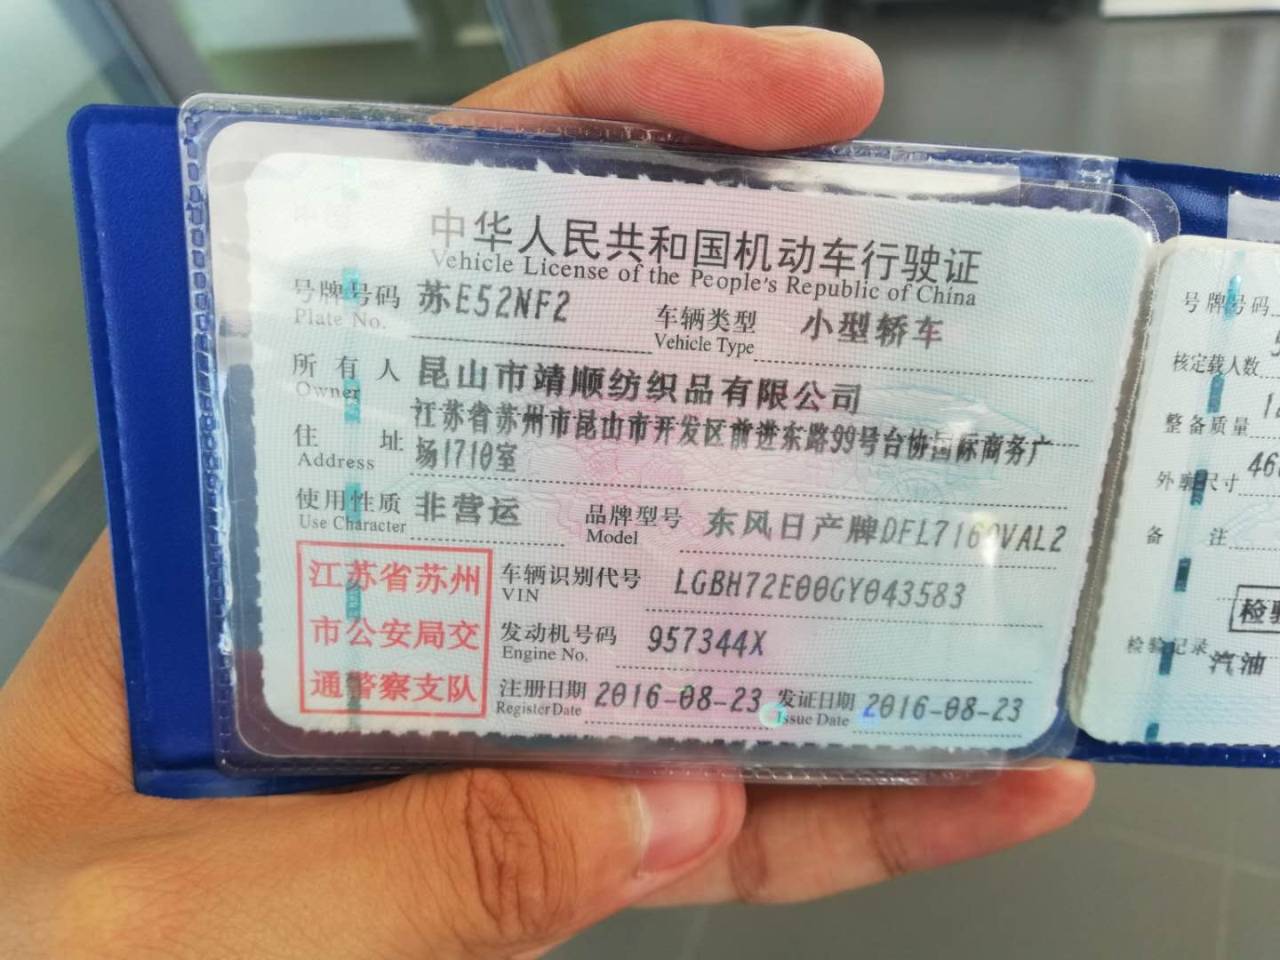 中华人民共和国机动车行驶证
Vehicle License of the People's Republic of China
号牌号码 苏E52NF2 车辆类型 小型轿车
Plate No. Vehicle Type
所有人 昆山市靖顺纺织品有限公司
Owner
住址 江苏省苏州市昆山市开发区前进东路99号台协国际商务广
Address 场1710室
使用性质 非营运 品牌型号 东风日产牌DFL7160VAL2
Use Character Model
江苏省苏州
市公安局交
通警察支队
车辆识别代号 LGBH72E00GY043583
VIN
发动机号码 957344X
Engine No.
注册日期 2016-08-23 发证日期 2016-08-23
Register Date Issue Date
号牌号码
核定载人数
整备质量
外廓尺寸
备注
检验记录
汽油